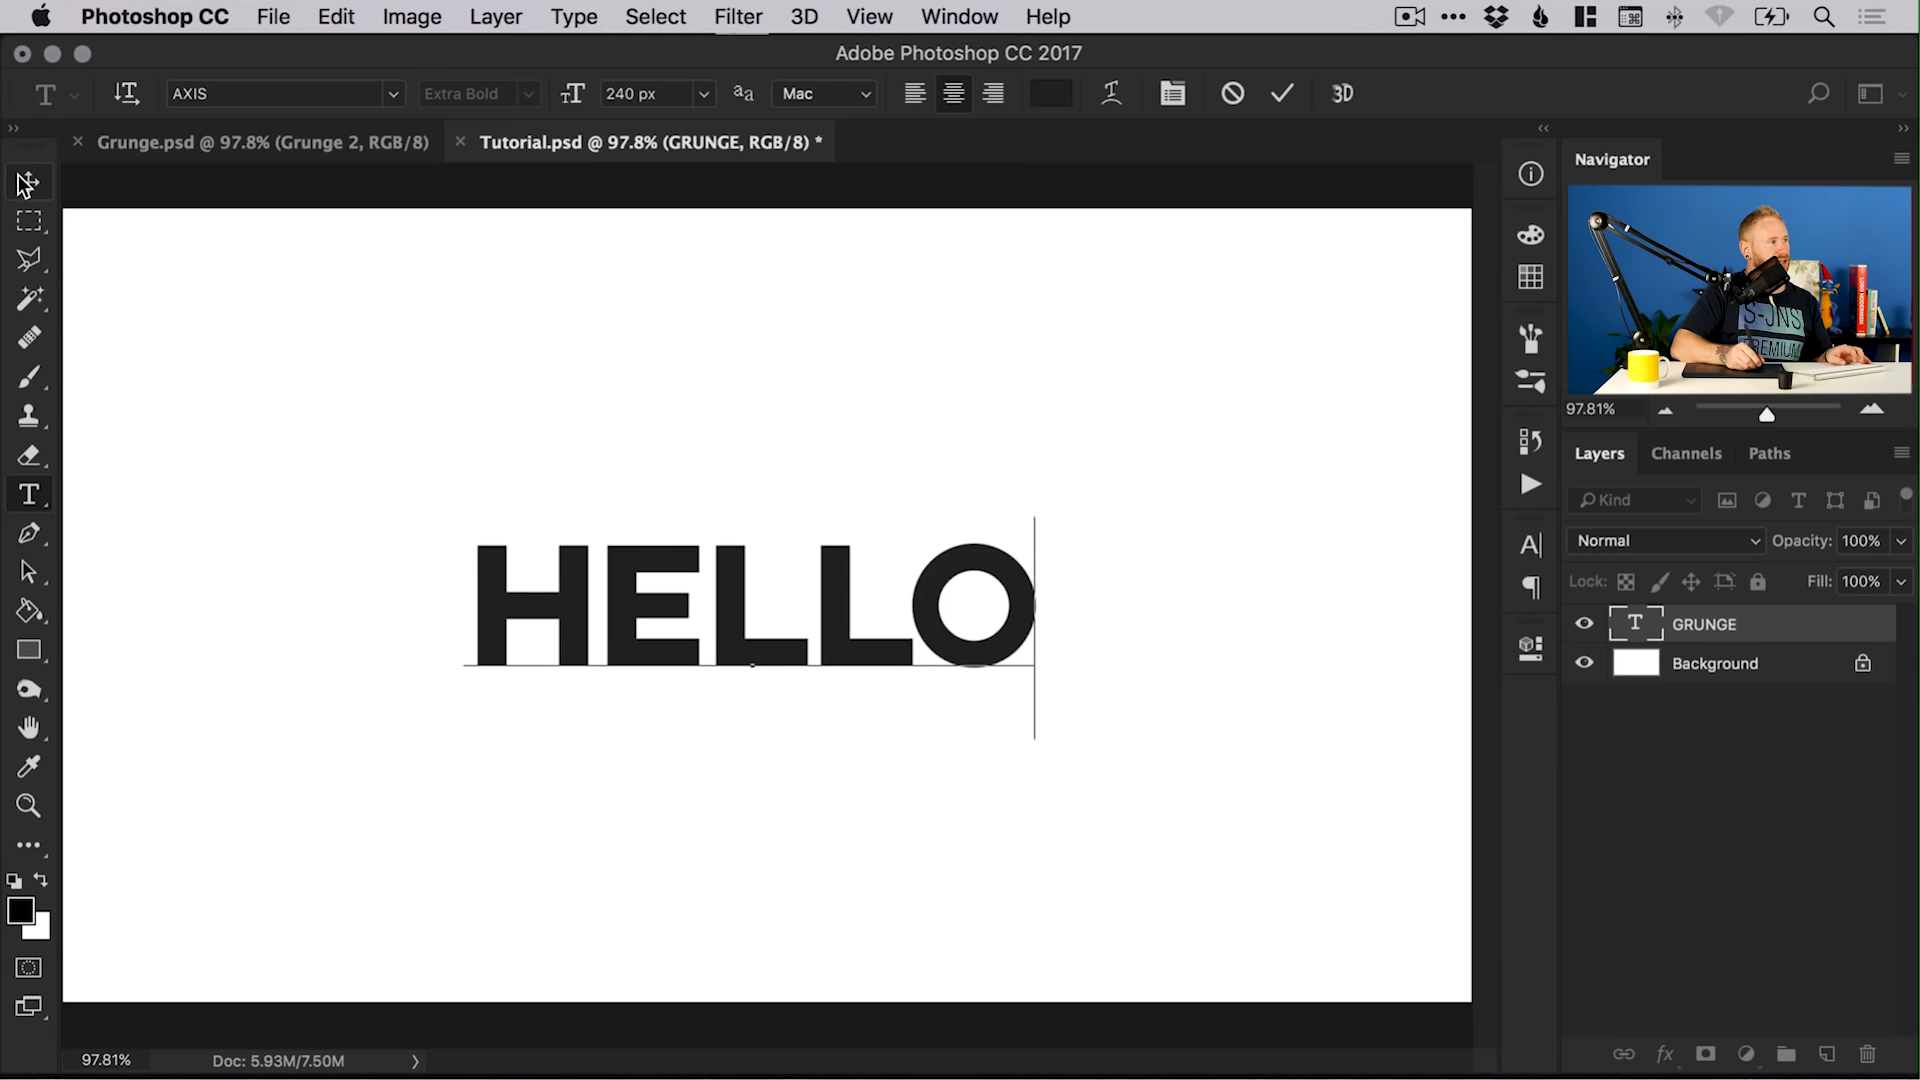 Photoshop CC File Edit Image Layer Type Select Filter 3D View Window Help
Adobe Photoshop CC 2017
AXIS Extra Bold 240 px Mac 3D
Grunge.psd @ 97.8% (Grunge 2, RGB/8) Tutorial.psd @ 97.8% (GRUNGE, RGB/8) *
Navigator
S-JNS
PREMIUM
97.81%
Layers Channels Paths
Kind
Normal Opacity: 100%
Lock: Fill: 100%
GRUNGE
Background
HELLO
97.81% Doc: 5.93M/7.50M